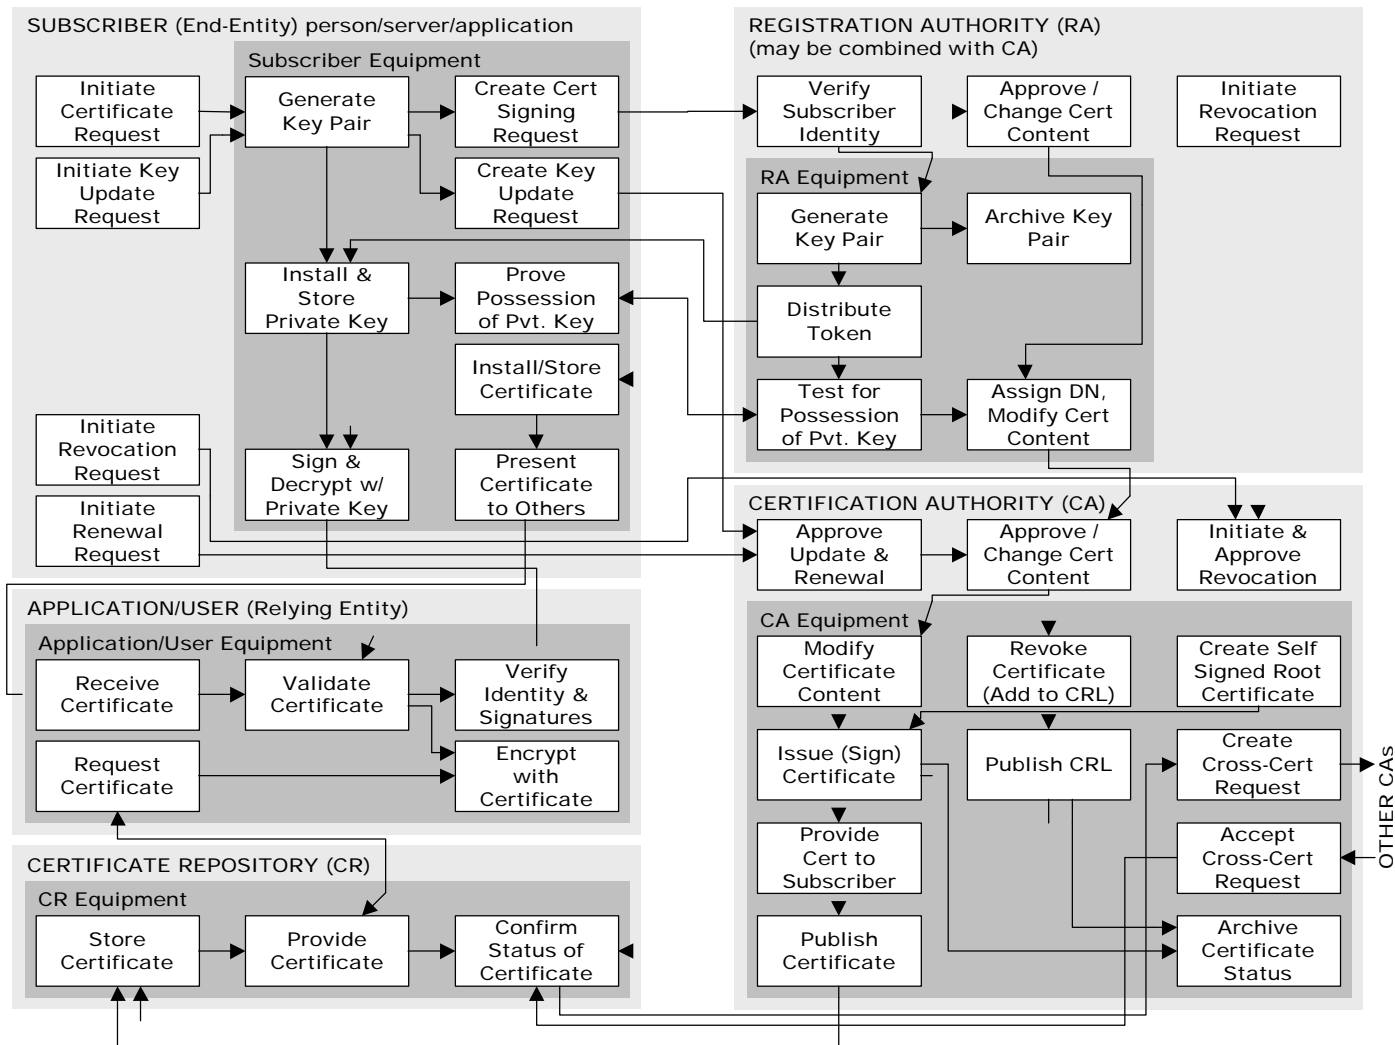 SUBSCRIBER (End-Entity) person/server/application
Subscriber Equipment
Initiate
Certificate
Request
Generate
Key Pair
Create Cert
Signing
Request
Initiate Key
Update
Request
Create Key
Update
Request
Install &
Store
Private Key
Prove
Possession
of Pvt. Key
Install/Store
Certificate
Initiate
Revocation
Request
Sign &
Decrypt w/
Private Key
Present
Certificate
to Others
Initiate
Renewal
Request
REGISTRATION AUTHORITY (RA)
(may be combined with CA)
Verify
Subscriber
Identity
Approve /
Change Cert
Content
Initiate
Revocation
Request
RA Equipment
Generate
Key Pair
Archive Key
Pair
Distribute
Token
Test for
Possession
of Pvt. Key
Assign DN,
Modify Cert
Content
CERTIFICATION AUTHORITY (CA)
Approve
Update &
Renewal
Approve /
Change Cert
Content
Initiate &
Approve
Revocation
CA Equipment
Modify
Certificate
Content
Revoke
Certificate
(Add to CRL)
Create Self
Signed Root
Certificate
Issue (Sign)
Certificate
Publish CRL
Create
Cross-Cert
Request
Provide
Cert to
Subscriber
Accept
Cross-Cert
Request
Publish
Certificate
Archive
Certificate
Status
OTHER CAs
APPLICATION/USER (Relying Entity)
Application/User Equipment
Receive
Certificate
Validate
Certificate
Verify
Identity &
Signatures
Request
Certificate
Encrypt
with
Certificate
CERTIFICATE REPOSITORY (CR)
CR Equipment
Store
Certificate
Provide
Certificate
Confirm
Status of
Certificate